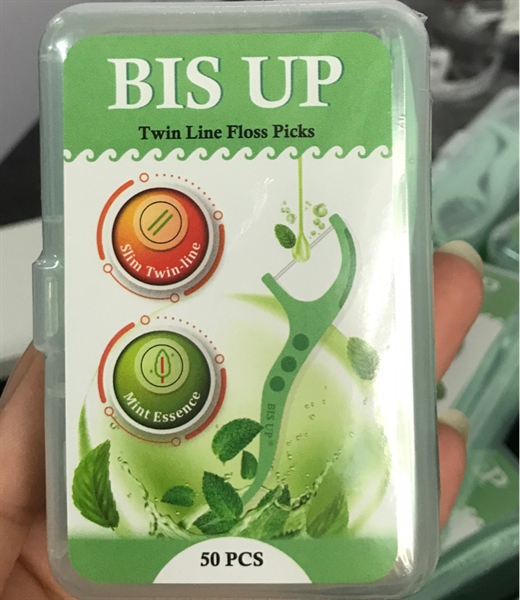 BIS UP
Twin Line Floss Picks
Slim Twin-line
Mint Essence
BIS UP®
50 PCS